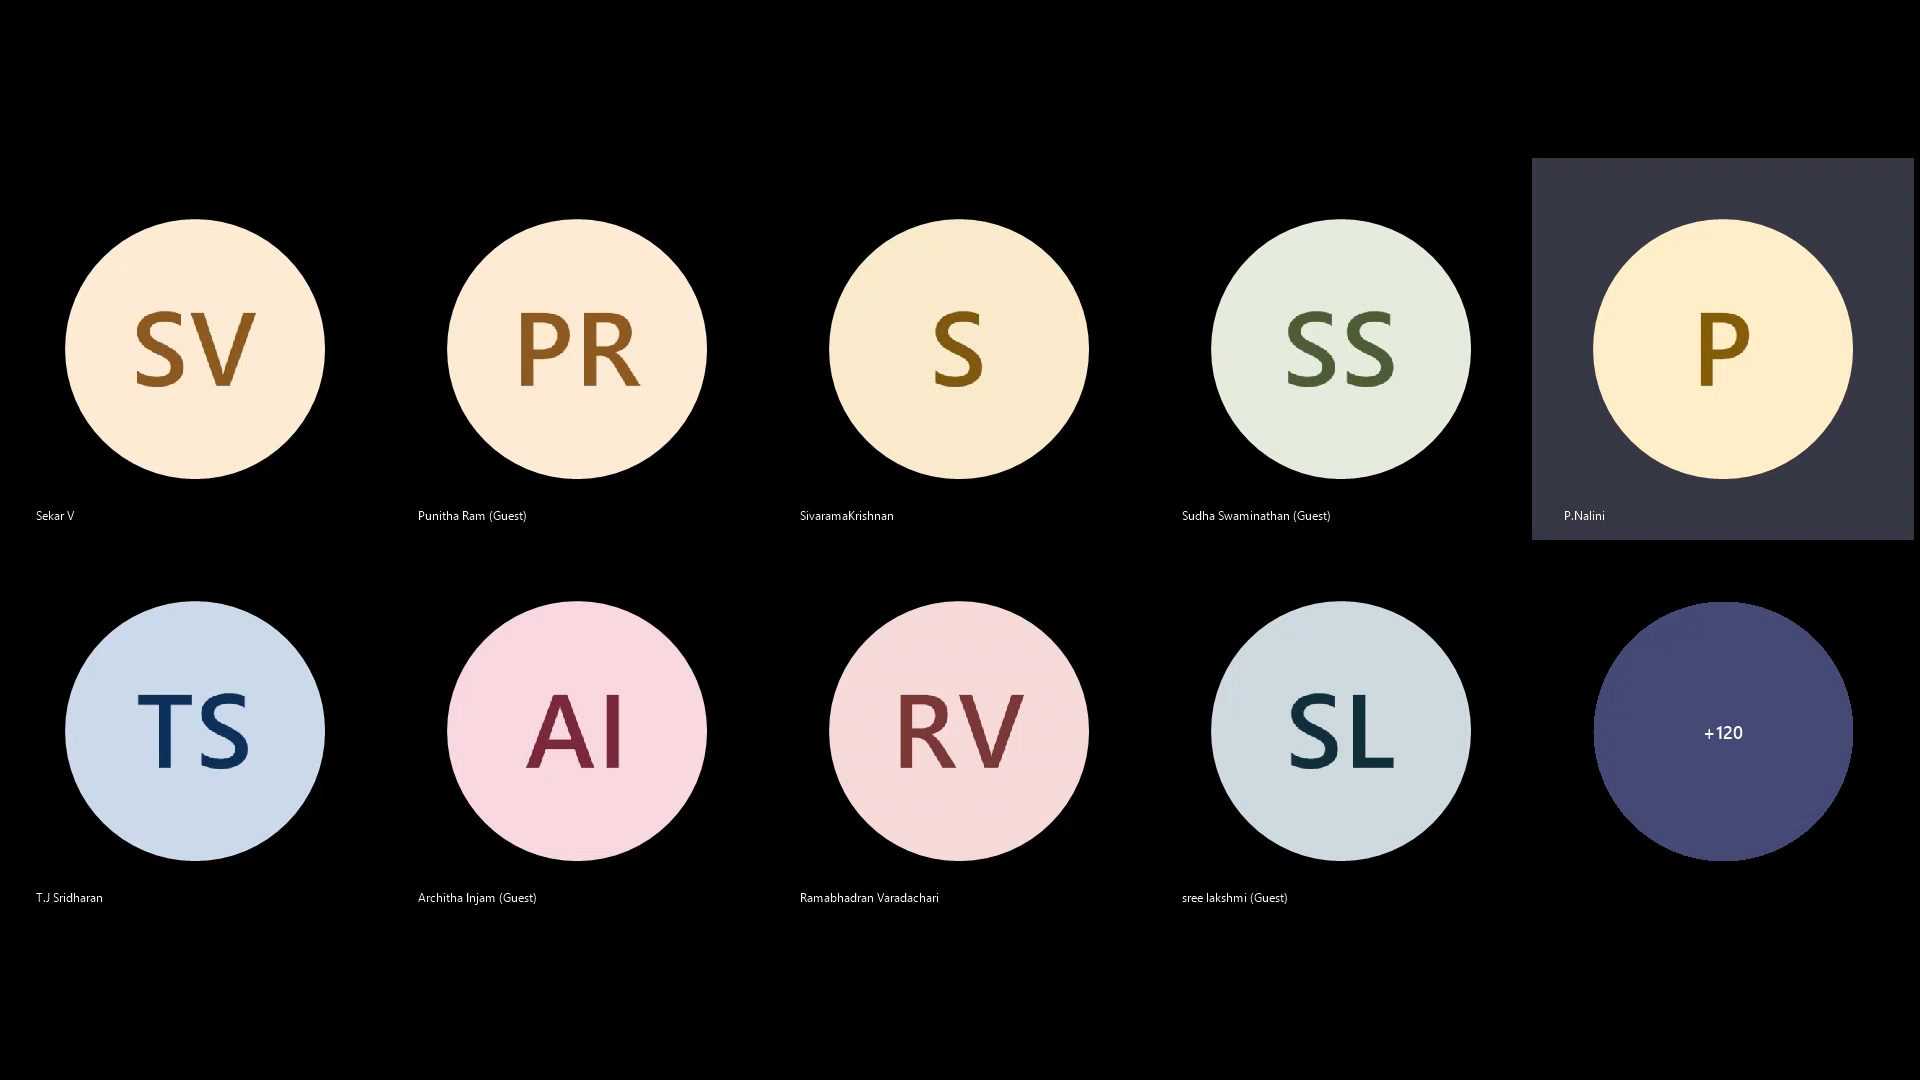 SV
PR
S
SS
P
Sekar V
Punitha Ram (Guest)
SivaramaKrishnan
Sudha Swaminathan (Guest)
P.Nalini
TS
AI
RV
SL
+120
T.J Sridharan
Architha Injam (Guest)
Ramabhadran Varadachari
sree lakshmi (Guest)